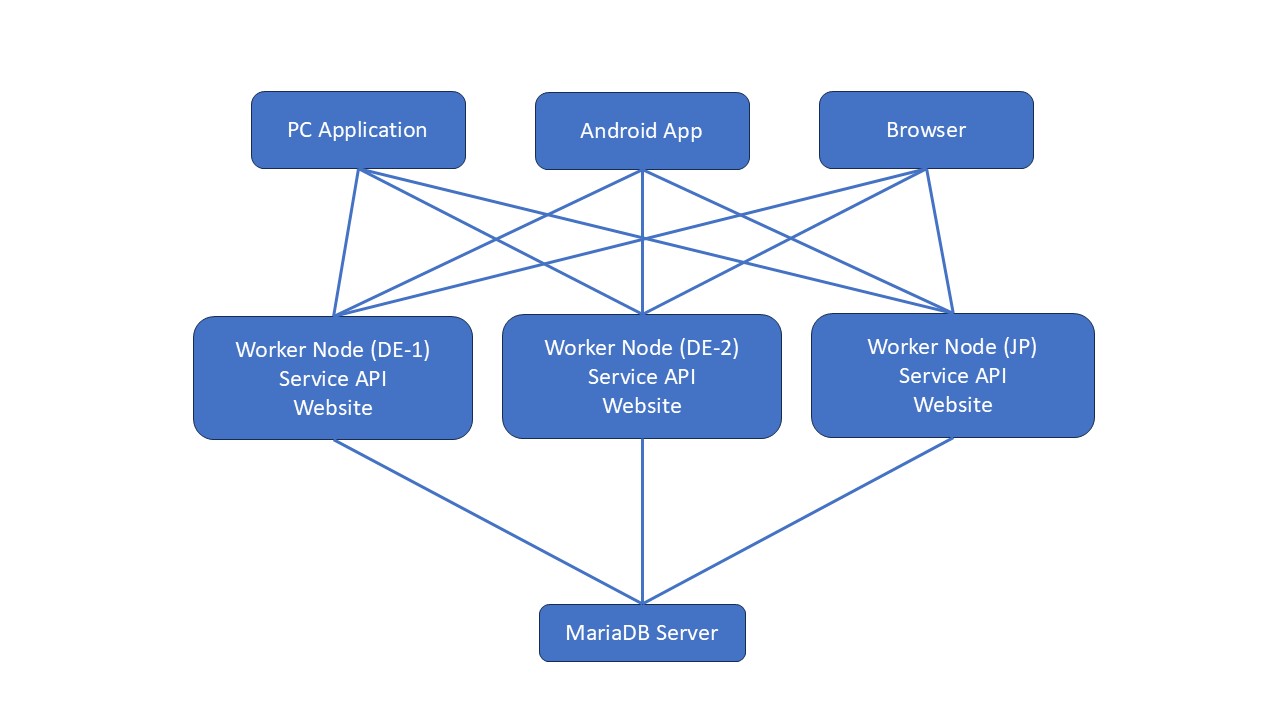 PC Application
Android App
Browser
Worker Node (DE-1)
Service API
Website
Worker Node (DE-2)
Service API
Website
Worker Node (JP)
Service API
Website
MariaDB Server